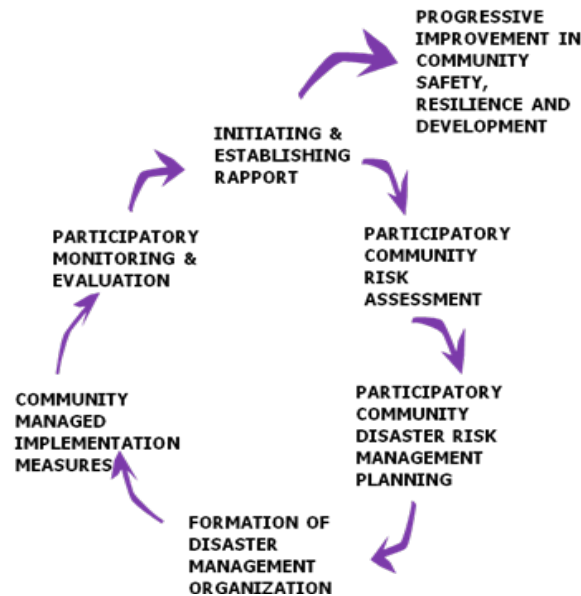 PROGRESSIVE
IMPROVEMENT IN
COMMUNITY
SAFETY,
RESILIENCE AND
DEVELOPMENT
INITIATING &
ESTABLISHING
RAPPORT
PARTICIPATORY
COMMUNITY
RISK
ASSESSMENT
PARTICIPATORY
COMMUNITY
DISASTER RISK
MANAGEMENT
PLANNING
FORMATION OF
DISASTER
MANAGEMENT
ORGANIZATION
COMMUNITY
MANAGED
IMPLEMENTATION
MEASURES
PARTICIPATORY
MONITORING &
EVALUATION